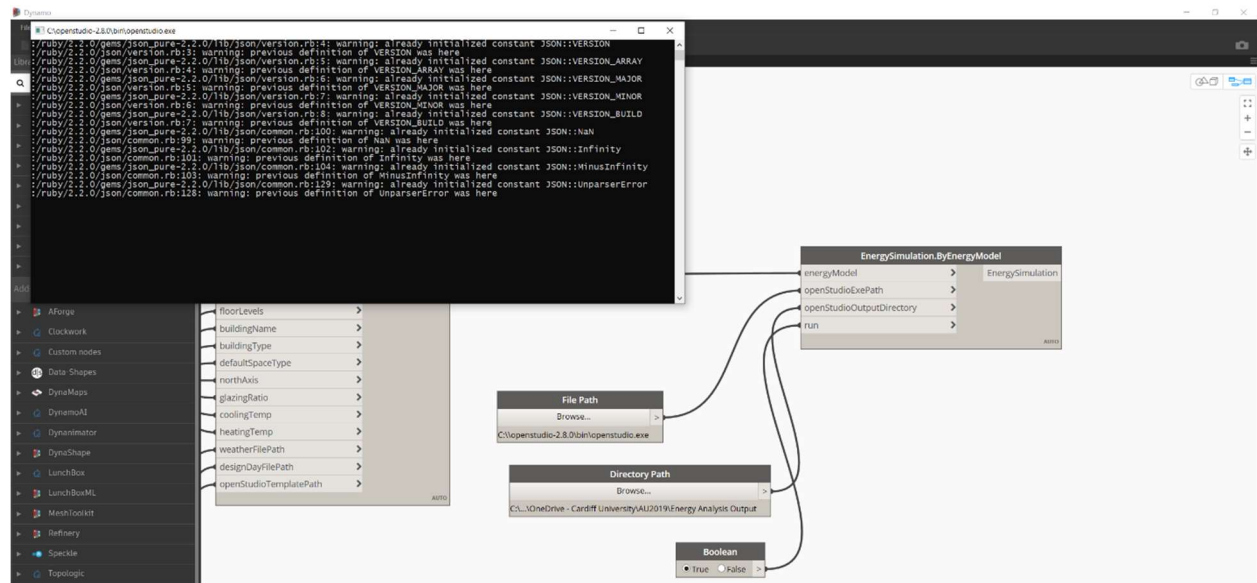 Dynamo
C:\openstudio-2.8.0\bin\openstudio.exe
:/ruby/2.2.0/gems/json_pure-2.2.0/lib/json/version.rb:4: warning: already initialized constant JSON::VERSION
:/ruby/2.2.0/json/version.rb:3: warning: previous definition of VERSION was here
:/ruby/2.2.0/gems/json_pure-2.2.0/lib/json/version.rb:5: warning: already initialized constant JSON::VERSION_ARRAY
:/ruby/2.2.0/json/version.rb:4: warning: previous definition of VERSION_ARRAY was here
:/ruby/2.2.0/gems/json_pure-2.2.0/lib/json/version.rb:6: warning: already initialized constant JSON::VERSION_MAJOR
:/ruby/2.2.0/json/version.rb:5: warning: previous definition of VERSION_MAJOR was here
:/ruby/2.2.0/gems/json_pure-2.2.0/lib/json/version.rb:7: warning: already initialized constant JSON::VERSION_MINOR
:/ruby/2.2.0/json/version.rb:6: warning: previous definition of VERSION_MINOR was here
:/ruby/2.2.0/gems/json_pure-2.2.0/lib/json/version.rb:8: warning: already initialized constant JSON::VERSION_BUILD
:/ruby/2.2.0/json/version.rb:7: warning: previous definition of VERSION_BUILD was here
:/ruby/2.2.0/gems/json_pure-2.2.0/lib/json/common.rb:100: warning: already initialized constant JSON::NaN
:/ruby/2.2.0/json/common.rb:99: warning: previous definition of NaN was here
:/ruby/2.2.0/gems/json_pure-2.2.0/lib/json/common.rb:102: warning: already initialized constant JSON::Infinity
:/ruby/2.2.0/json/common.rb:101: warning: previous definition of Infinity was here
:/ruby/2.2.0/gems/json_pure-2.2.0/lib/json/common.rb:104: warning: already initialized constant JSON::MinusInfinity
:/ruby/2.2.0/json/common.rb:103: warning: previous definition of MinusInfinity was here
:/ruby/2.2.0/gems/json_pure-2.2.0/lib/json/common.rb:129: warning: already initialized constant JSON::UnparserError
:/ruby/2.2.0/json/common.rb:128: warning: previous definition of UnparserError was here
Add
AForge
Clockwork
Custom nodes
Data-Shapes
DynaMaps
DynamoAI
Dynanimator
DynaShape
LunchBox
LunchBoxML
MeshToolkit
Refinery
Speckle
Topologic
floorLevels
buildingName
buildingType
defaultSpaceType
northAxis
glazingRatio
coolingTemp
heatingTemp
weatherFilePath
designDayFilePath
openStudioTemplatePath
AUTO
File Path
Browse...
C:\\openstudio-2.8.0\bin\openstudio.exe
Directory Path
Browse...
C:\...\OneDrive - Cardiff University\AU2019\Energy Analysis Output
Boolean
True False
EnergySimulation.ByEnergyModel
energyModel EnergySimulation
openStudioExePath
openStudioOutputDirectory
run
AUTO